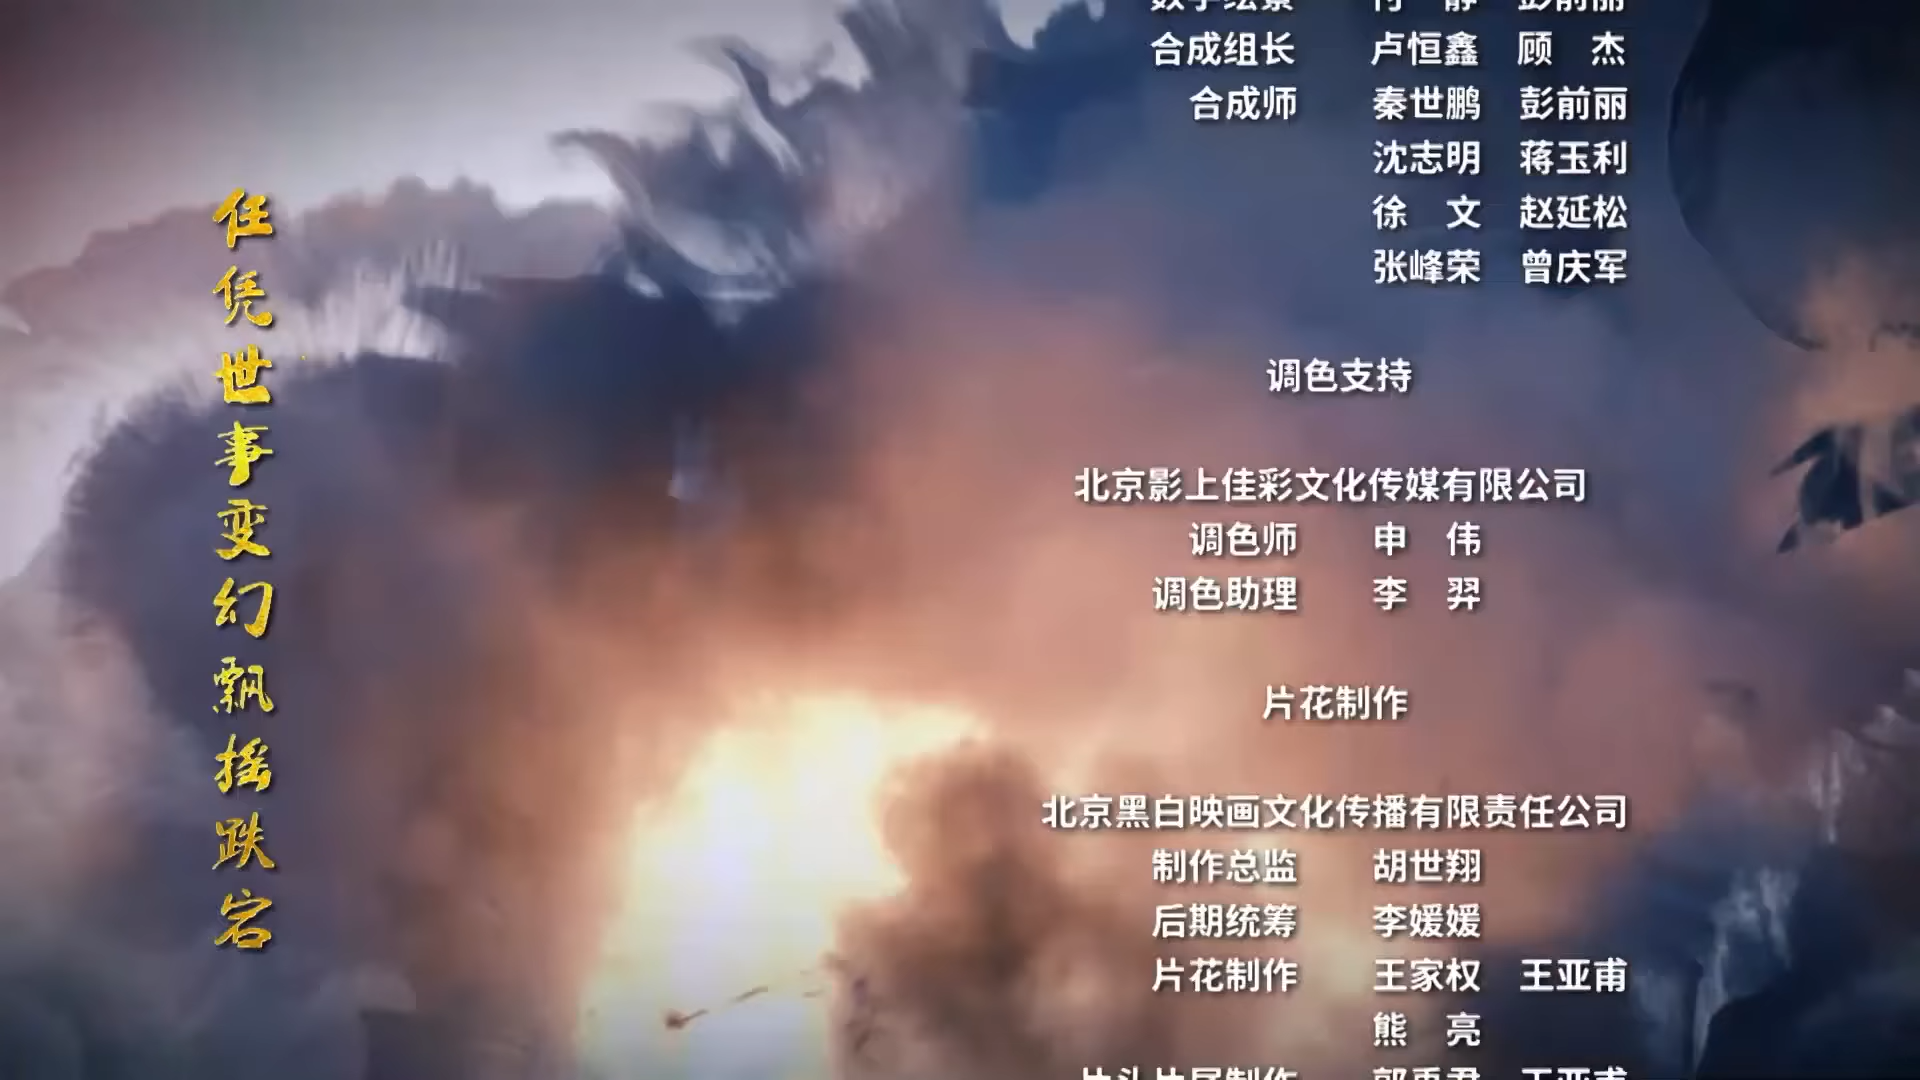 任凭世事变幻飘摇跌宕
合成组长 卢恒鑫 顾 杰
合成师 秦世鹏 彭前丽
沈志明 蒋玉利
徐 文 赵延松
张峰荣 曾庆军
调色支持
北京影上佳彩文化传媒有限公司
调色师 申 伟
调色助理 李 羿
片花制作
北京黑白映画文化传播有限责任公司
制作总监 胡世翔
后期统筹 李媛媛
片花制作 王家权 王亚甫
熊 亮